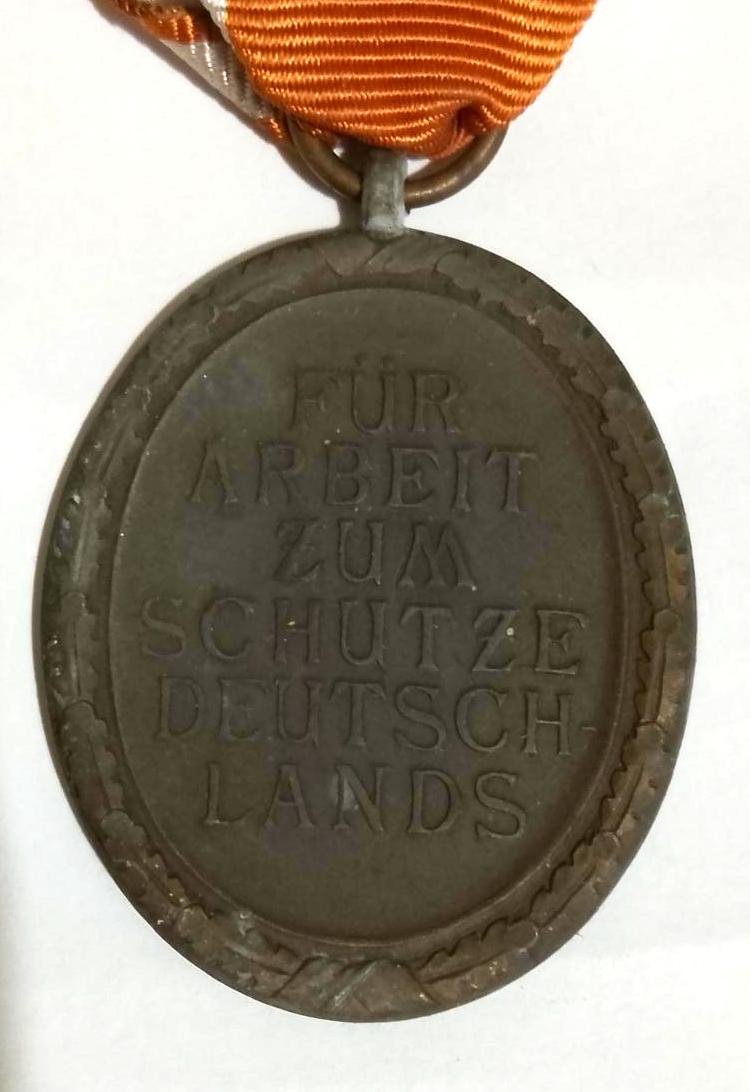 FÜR
ARBEIT
ZUM
SCHUTZE
DEUTSCH-
LANDS